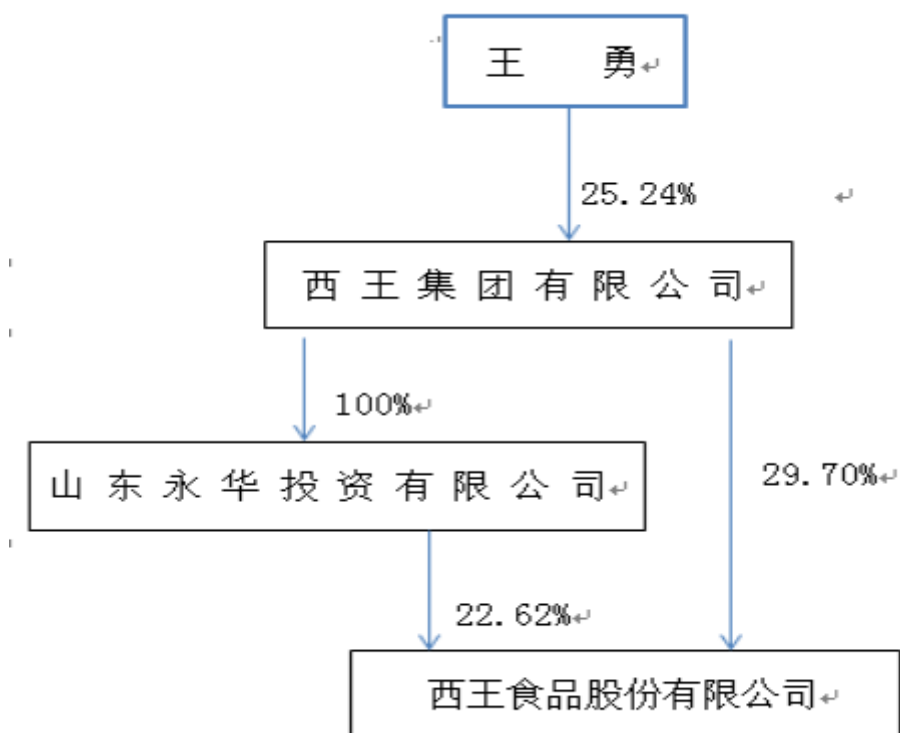 王 勇
25.24%
西王集团有限公司
100%
山东永华投资有限公司
29.70%
22.62%
西王食品股份有限公司